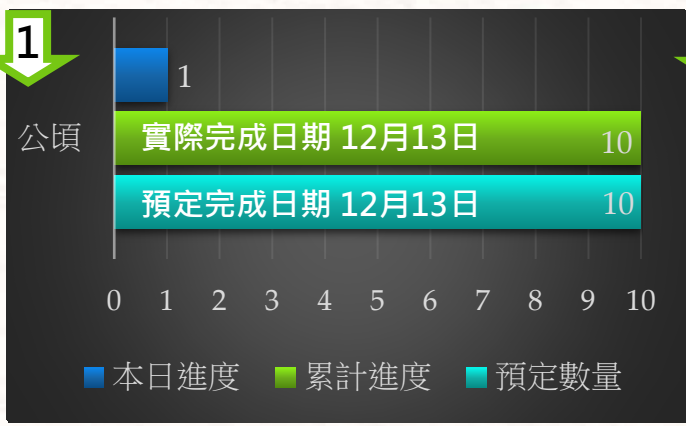 1
1
公頃
實際完成日期 12月13日 10
預定完成日期 12月13日 10
0 1 2 3 4 5 6 7 8 9 10
本日進度 累計進度 預定數量